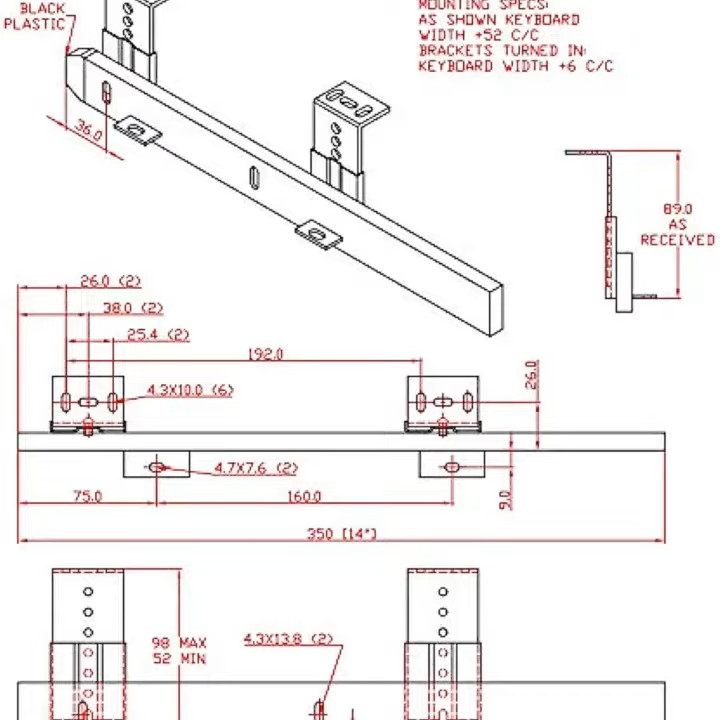 BLACK
PLASTIC
MOUNTING SPECS:
AS SHOWN KEYBOARD
WIDTH +52 C/C
BRACKETS TURNED IN:
KEYBOARD WIDTH +6 C/C
36.0
89.0
AS
RECEIVED
26.0 (2)
38.0 (2)
25.4 (2)
192.0
26.0
4.3X10.0 (6)
4.7X7.6 (2)
75.0
160.0
9.0
350 [14"]
98 MAX
52 MIN
4.3X13.8 (2)